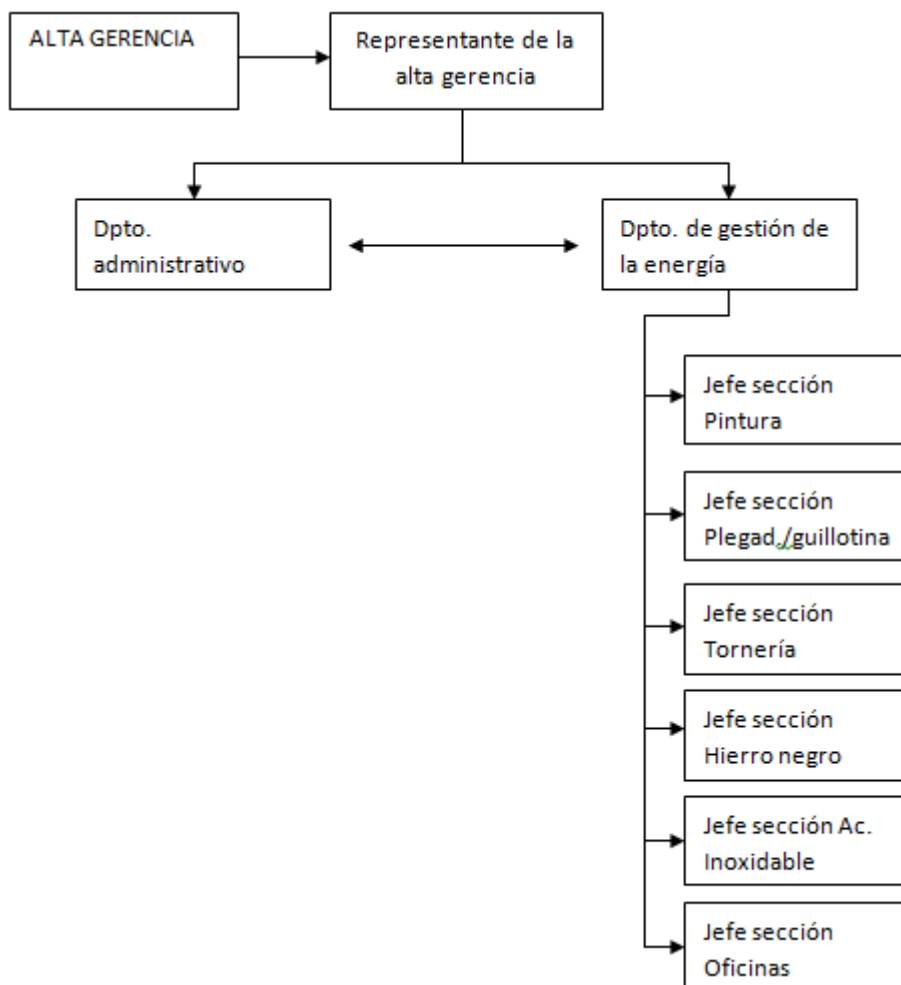 ALTA GERENCIA
Representante de la
alta gerencia
Dpto.
administrativo
Dpto. de gestión de
la energía
Jefe sección
Pintura
Jefe sección
Plegad./guillotina
Jefe sección
Tornería
Jefe sección
Hierro negro
Jefe sección Ac.
Inoxidable
Jefe sección
Oficinas